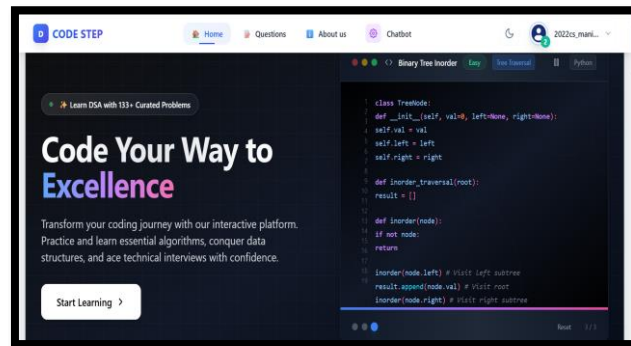 D CODE STEP
Home
Questions
About us
Chatbot
2022cs_mani...
2
<> Binary Tree Inorder
Easy
Tree Traversal
Python
Learn DSA with 133+ Curated Problems
Code Your Way to
Excellence
Transform your coding journey with our interactive platform.
Practice and learn essential algorithms, conquer data
structures, and ace technical interviews with confidence.
Start Learning >
class TreeNode:
def __init__(self, val=0, left=None, right=None):
self.val = val
self.left = left
self.right = right
def inorder_traversal(root):
result = []
def inorder(node):
if not node:
return
inorder(node.left) # Visit left subtree
result.append(node.val) # Visit root
inorder(node.right) # Visit right subtree
Reset